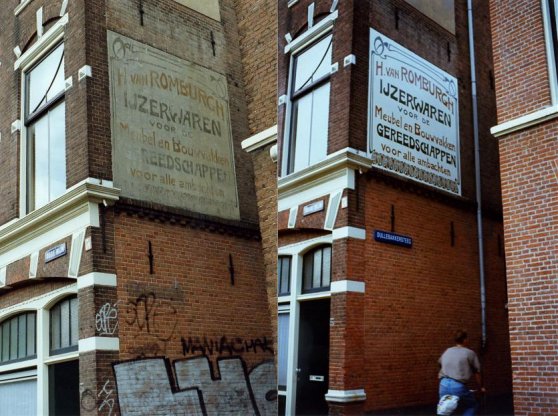 H. VAN ROMBURGH
IJZERWAREN
VOOR DE
Meubel en Bouwvakken
GEREEDSCHAPPEN
voor alle ambachten
H. VAN ROMBURGH
IJZERWAREN
VOOR DE
Meubel en Bouwvakken
GEREEDSCHAPPEN
voor alle ambachten
DULLEBAKKERSTEEG